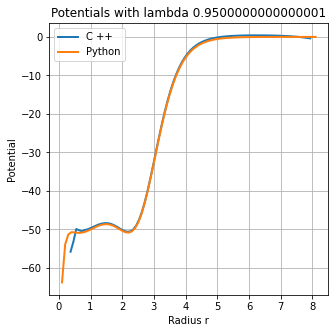 Potentials with lambda 0.9500000000000001
C ++
Python
0
−10
−20
−30
−40
−50
−60
Potential
0 1 2 3 4 5 6 7 8
Radius r